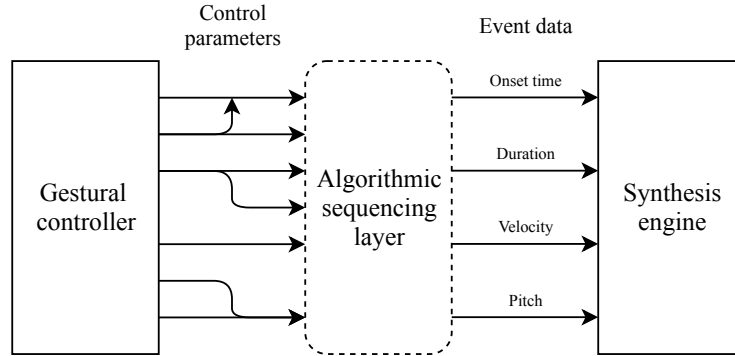 Control
parameters
Event data
Gestural
controller
Algorithmic
sequencing
layer
Onset time
Duration
Velocity
Pitch
Synthesis
engine